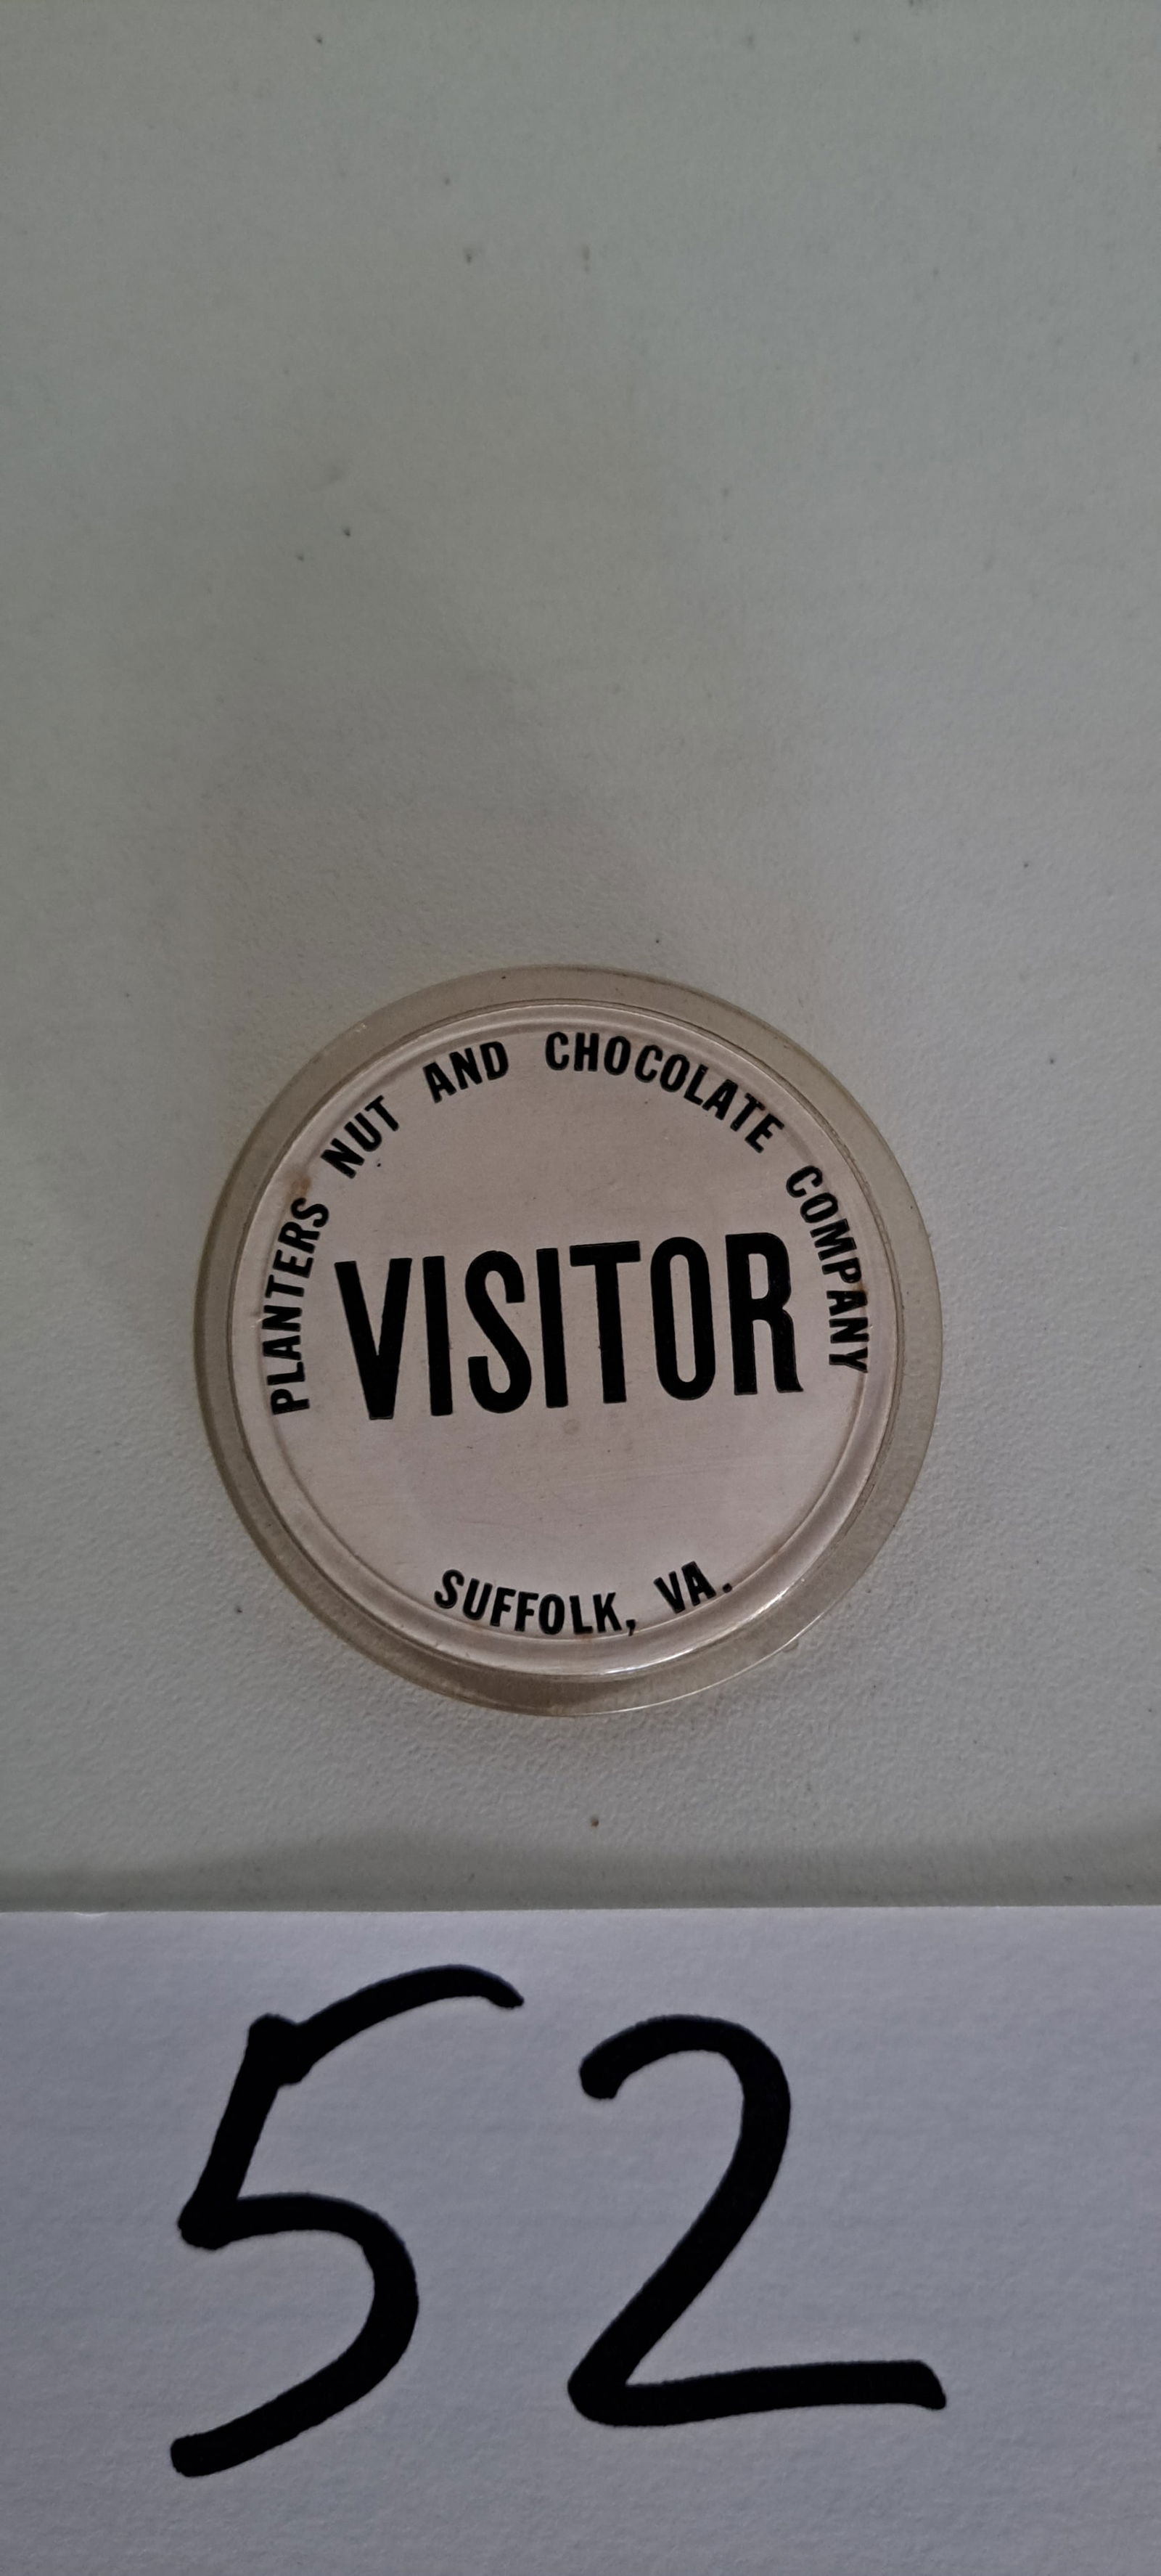 PLANTERS NUT AND CHOCOLATE COMPANY
VISITOR
SUFFOLK, VA.
52